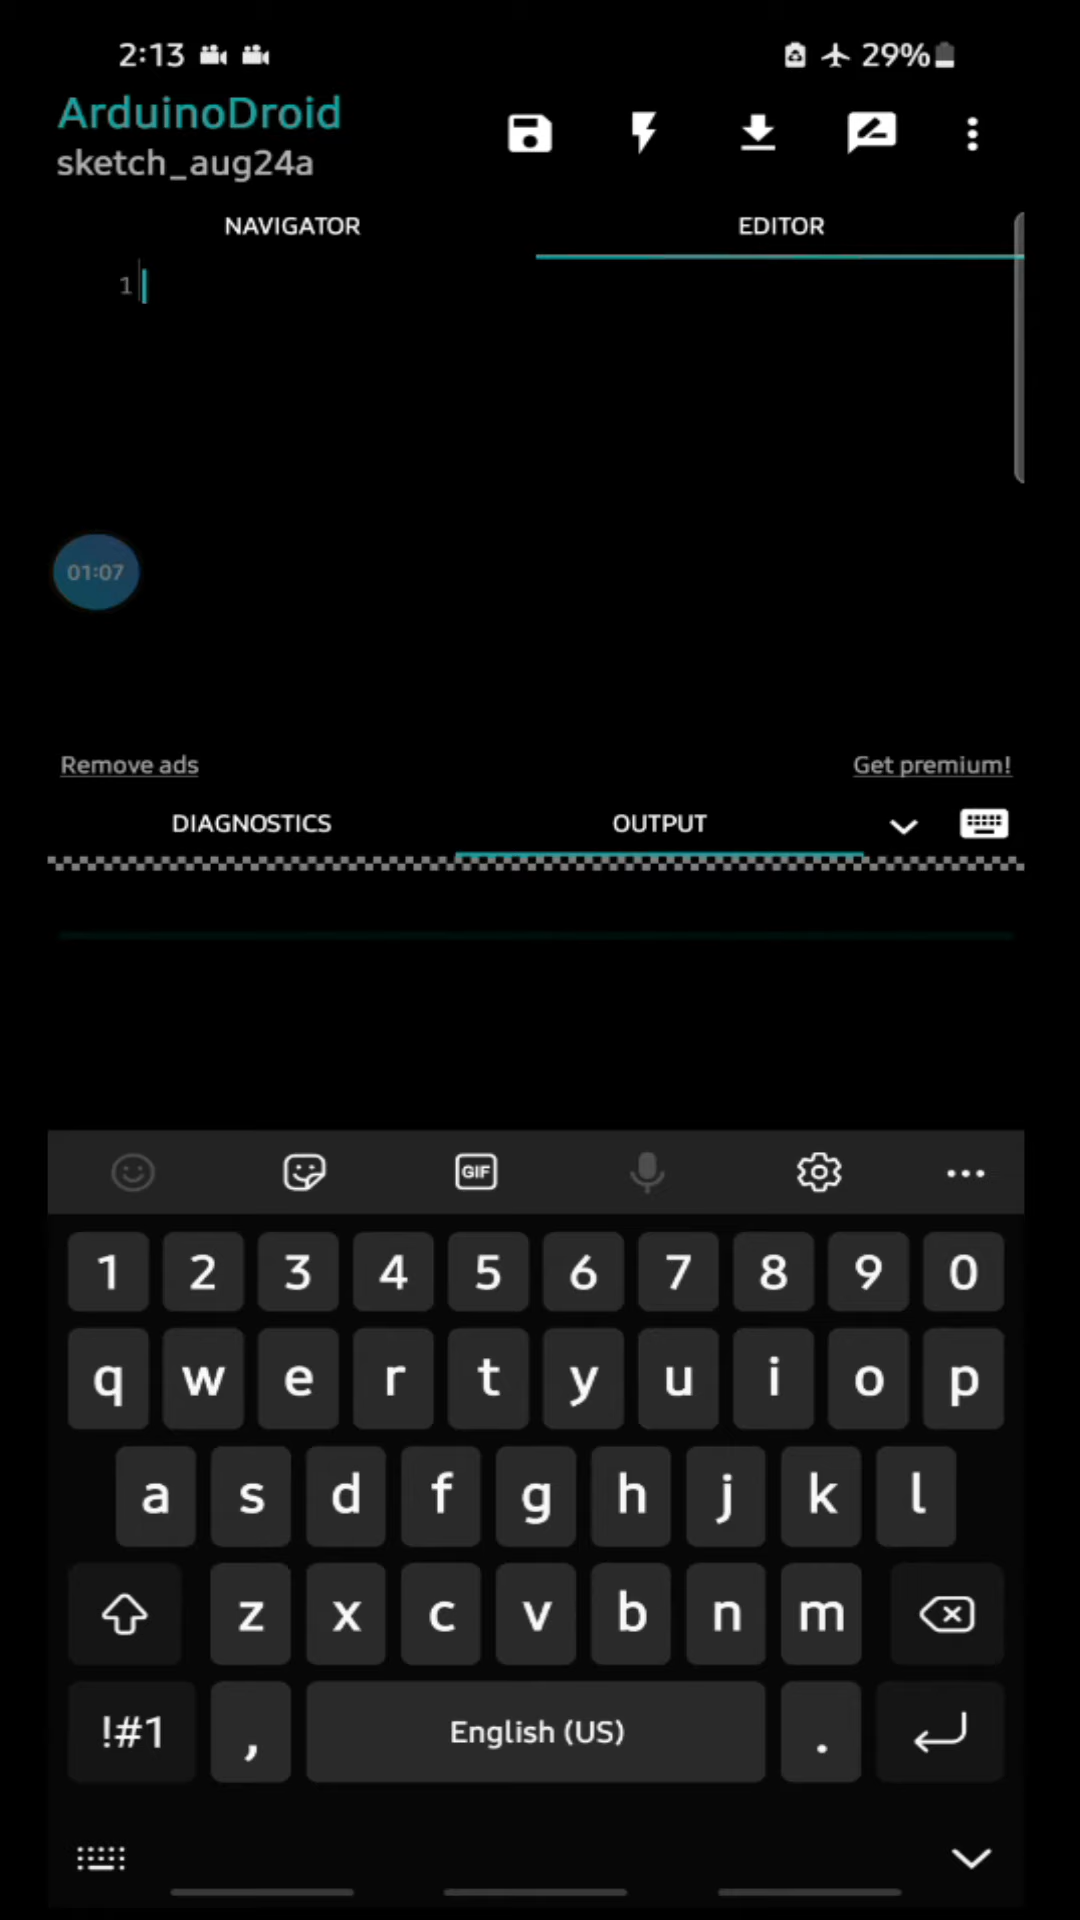 2:13 29%
ArduinoDroid
sketch_aug24a
NAVIGATOR EDITOR
1
01:07
Remove ads Get premium!
DIAGNOSTICS OUTPUT
GIF
1 2 3 4 5 6 7 8 9 0
q w e r t y u i o p
a s d f g h j k l
z x c v b n m
!#1 , English (US) .